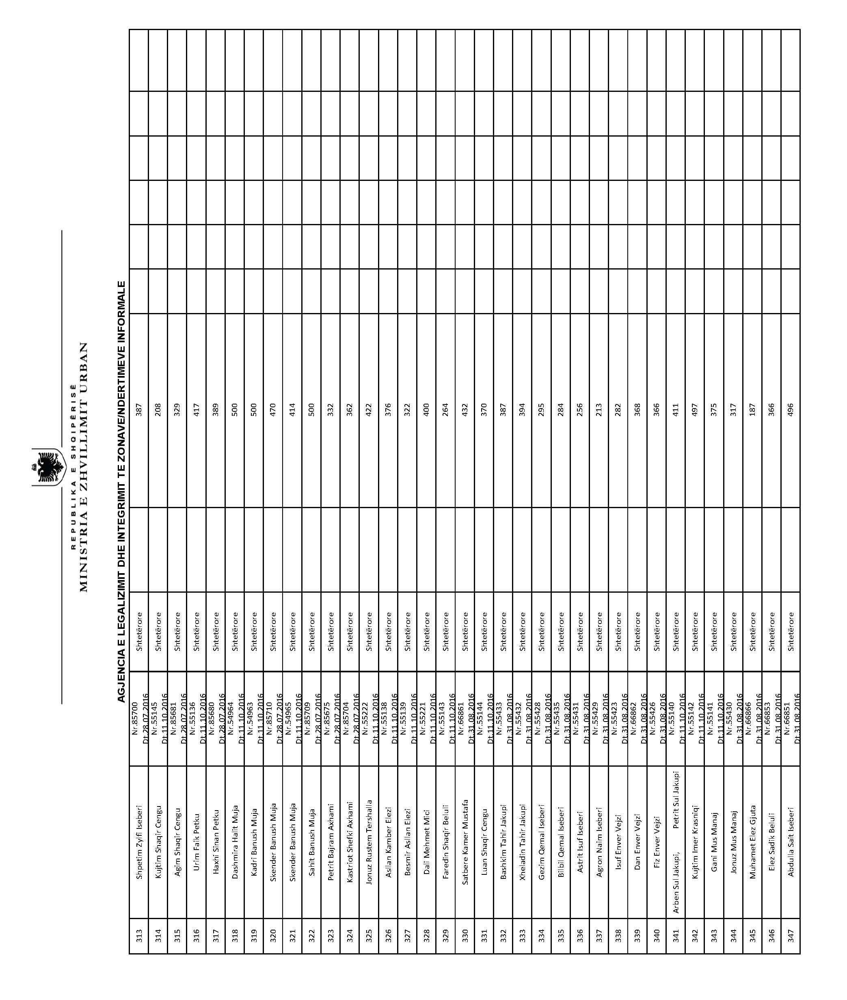 REPUBLIKA E SHQIPËRISË
MINISTRIA E ZHVILLIMIT URBAN
AGJENCIA E LEGALIZIMIT DHE INTEGRIMIT TE ZONAVE/NDERTIMEVE INFORMALE
313 Shpetim Zylfi Iseberi Nr.85700 Dt.28.07.2016 Shtetërore 387
314 Kujtim Shaqir Cengu Nr.55145 Dt.11.10.2016 Shtetërore 208
315 Agim Shaqir Cengu Nr.85681 Dt.28.07.2016 Shtetërore 329
316 Urim Faik Petku Nr.55136 Dt.11.10.2016 Shtetërore 417
317 Haxhi Sinan Petku Nr.85680 Dt.28.07.2016 Shtetërore 389
318 Dashmira Halit Muja Nr.54964 Dt.11.10.2016 Shtetërore 500
319 Kadri Banush Muja Nr.54963 Dt.11.10.2016 Shtetërore 500
320 Skender Banush Muja Nr.85710 Dt.28.07.2016 Shtetërore 470
321 Skender Banush Muja Nr.54965 Dt.11.10.2016 Shtetërore 414
322 Sahit Banush Muja Nr.85709 Dt.28.07.2016 Shtetërore 500
323 Petrit Bajram Axhami Nr.85675 Dt.28.07.2016 Shtetërore 332
324 Kastriot Shefki Axhami Nr.85704 Dt.28.07.2016 Shtetërore 362
325 Jonuz Rustem Tershalla Nr.55222 Dt.11.10.2016 Shtetërore 422
326 Asllan Kamber Elezi Nr.55138 Dt.11.10.2016 Shtetërore 376
327 Besmir Asllan Elezi Nr.55139 Dt.11.10.2016 Shtetërore 322
328 Dali Mehmet Mici Nr.55221 Dt.11.10.2016 Shtetërore 400
329 Faredin Shaqir Beluli Nr.55143 Dt.11.10.2016 Shtetërore 264
330 Satbere Kamer Mustafa Nr.66861 Dt.31.08.2016 Shtetërore 432
331 Luan Shaqir Cengu Nr.55144 Dt.11.10.2016 Shtetërore 370
332 Bashkim Tahir Jakupi Nr.55433 Dt.31.08.2016 Shtetërore 387
333 Xheladin Tahir Jakupi Nr.55432 Dt.31.08.2016 Shtetërore 394
334 Gezim Qemal Iseberi Nr.55428 Dt.31.08.2016 Shtetërore 295
335 Bilbil Qemal Iseberi Nr.55435 Dt.31.08.2016 Shtetërore 284
336 Astrit Isuf Iseberi Nr.55431 Dt.31.08.2016 Shtetërore 256
337 Agron Naim Iseberi Nr.55429 Dt.31.08.2016 Shtetërore 213
338 Isuf Enver Vejzi Nr.55423 Dt.31.08.2016 Shtetërore 282
339 Dan Enver Vejzi Nr.66862 Dt.31.08.2016 Shtetërore 368
340 Fiz Enver Vejzi Nr.55426 Dt.31.08.2016 Shtetërore 366
341 Arben Sul Jakupi, Petrit Sul Jakupi Nr.55140 Dt.11.10.2016 Shtetërore 411
342 Kujtim Imer Krasniqi Nr.55142 Dt.11.10.2016 Shtetërore 497
343 Gani Mus Manaj Nr.55141 Dt.11.10.2016 Shtetërore 375
344 Jonuz Mus Manaj Nr.55430 Dt.31.08.2016 Shtetërore 317
345 Muhamet Elez Gjuta Nr.66866 Dt.31.08.2016 Shtetërore 187
346 Elez Sadik Beluli Nr.66853 Dt.31.08.2016 Shtetërore 366
347 Abdulla Sait Iseberi Nr.66851 Dt.31.08.2016 Shtetërore 496